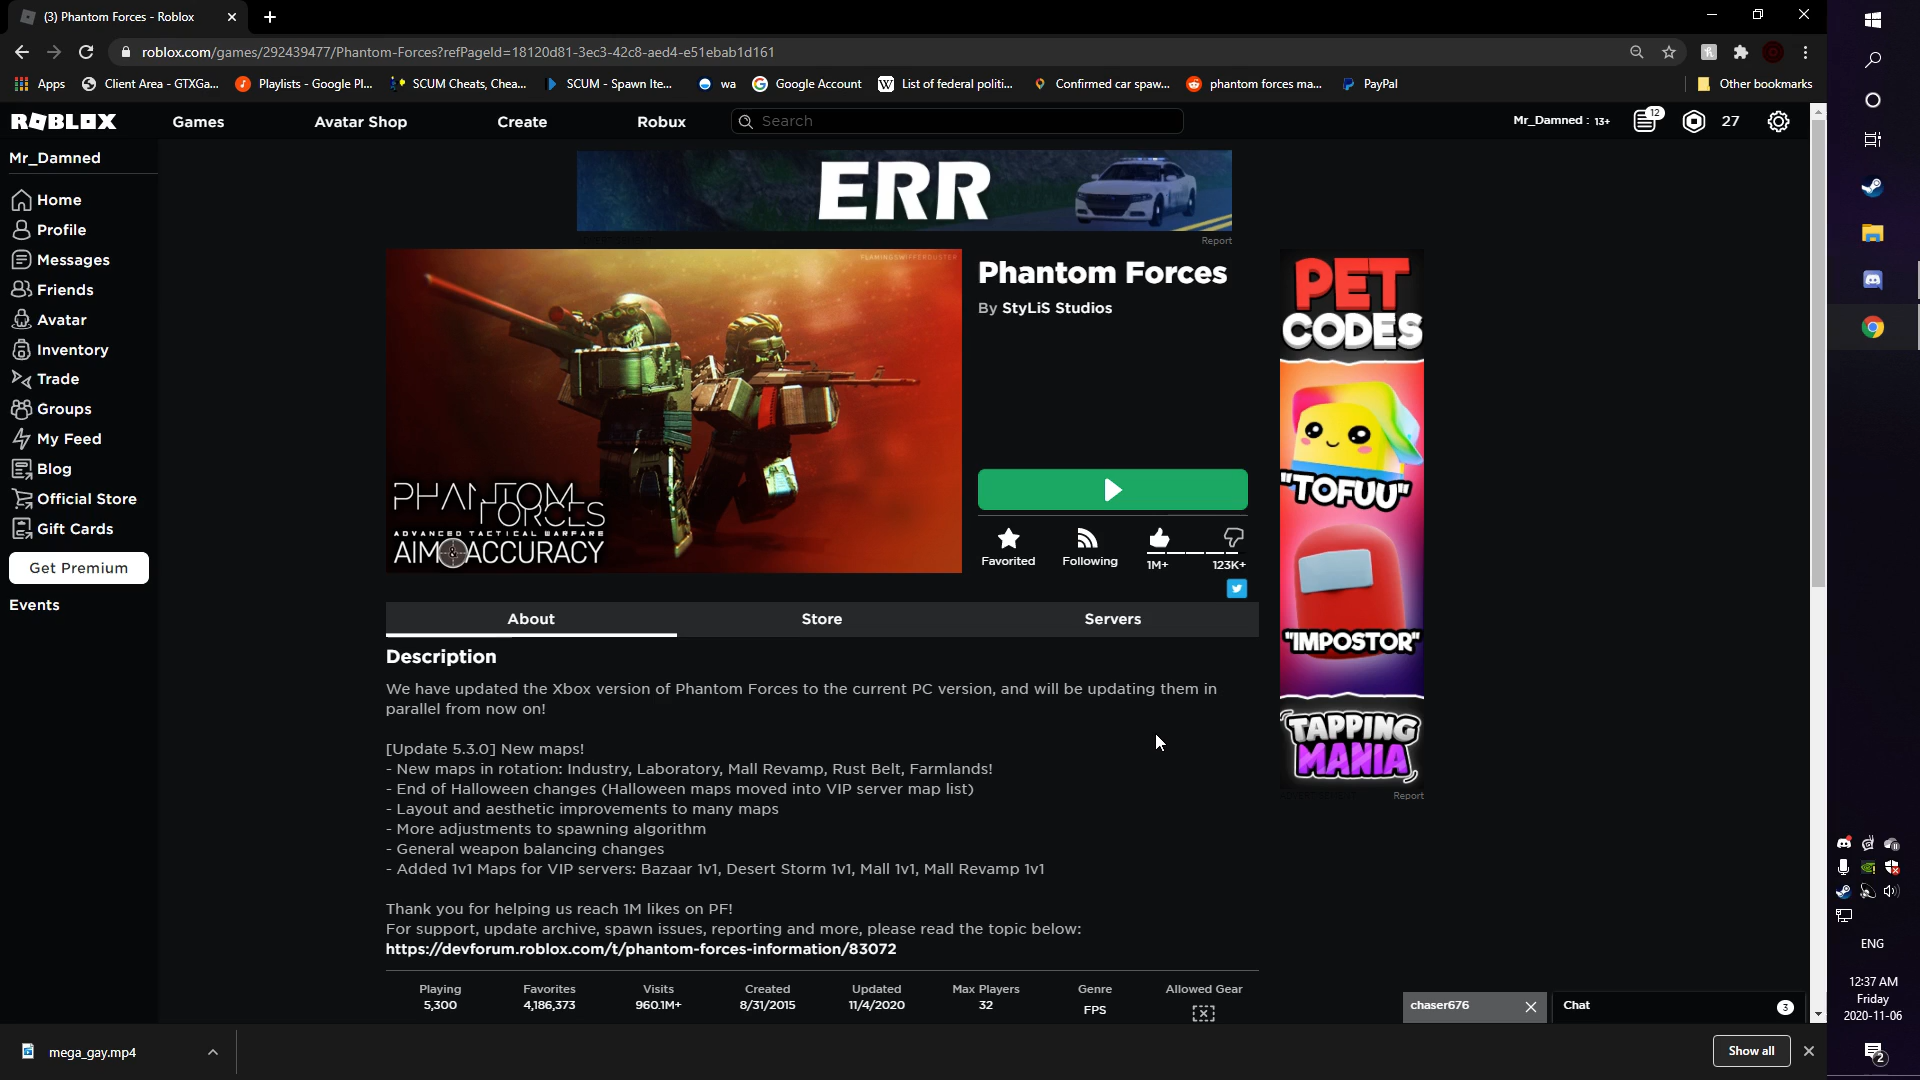 (3) Phantom Forces - Roblox
roblox.com/games/292439477/Phantom-Forces?refPageId=18120d81-3ec3-42c8-aed4-e51ebab1d161
Apps
Client Area - GTXGa...
Playlists - Google Pl...
SCUM Cheats, Chea...
SCUM - Spawn Ite...
wa
Google Account
List of federal politi...
Confirmed car spaw...
phantom forces ma...
PayPal
Other bookmarks
ROBLOX
Games
Avatar Shop
Create
Robux
Search
Mr_Damned : 13+
12
27
Mr_Damned
Home
Profile
Messages
Friends
Avatar
Inventory
Trade
Groups
My Feed
Blog
Official Store
Gift Cards
Get Premium
Events
ERR
Report
FLAMINGSWIFFERDUSTER
PHANTOM FORCES
ADVANCED TACTICAL WARFARE
AIM & ACCURACY
Phantom Forces
By StyLiS Studios
Favorited
Following
1M+
123K+
PET
CODES
"TOFUU"
"IMPOSTOR"
TAPPING
MANIA
ADVERTISEMENT
Report
About
Store
Servers
Description
We have updated the Xbox version of Phantom Forces to the current PC version, and will be updating them in
parallel from now on!
[Update 5.3.0] New maps!
- New maps in rotation: Industry, Laboratory, Mall Revamp, Rust Belt, Farmlands!
- End of Halloween changes (Halloween maps moved into VIP server map list)
- Layout and aesthetic improvements to many maps
- More adjustments to spawning algorithm
- General weapon balancing changes
- Added 1v1 Maps for VIP servers: Bazaar 1v1, Desert Storm 1v1, Mall 1v1, Mall Revamp 1v1
Thank you for helping us reach 1M likes on PF!
For support, update archive, spawn issues, reporting and more, please read the topic below:
https://devforum.roblox.com/t/phantom-forces-information/83072
Playing
5,300
Favorites
4,186,373
Visits
960.1M+
Created
8/31/2015
Updated
11/4/2020
Max Players
32
Genre
FPS
Allowed Gear
chaser676
Chat
3
mega_gay.mp4
Show all
ENG
12:37 AM
Friday
2020-11-06
2